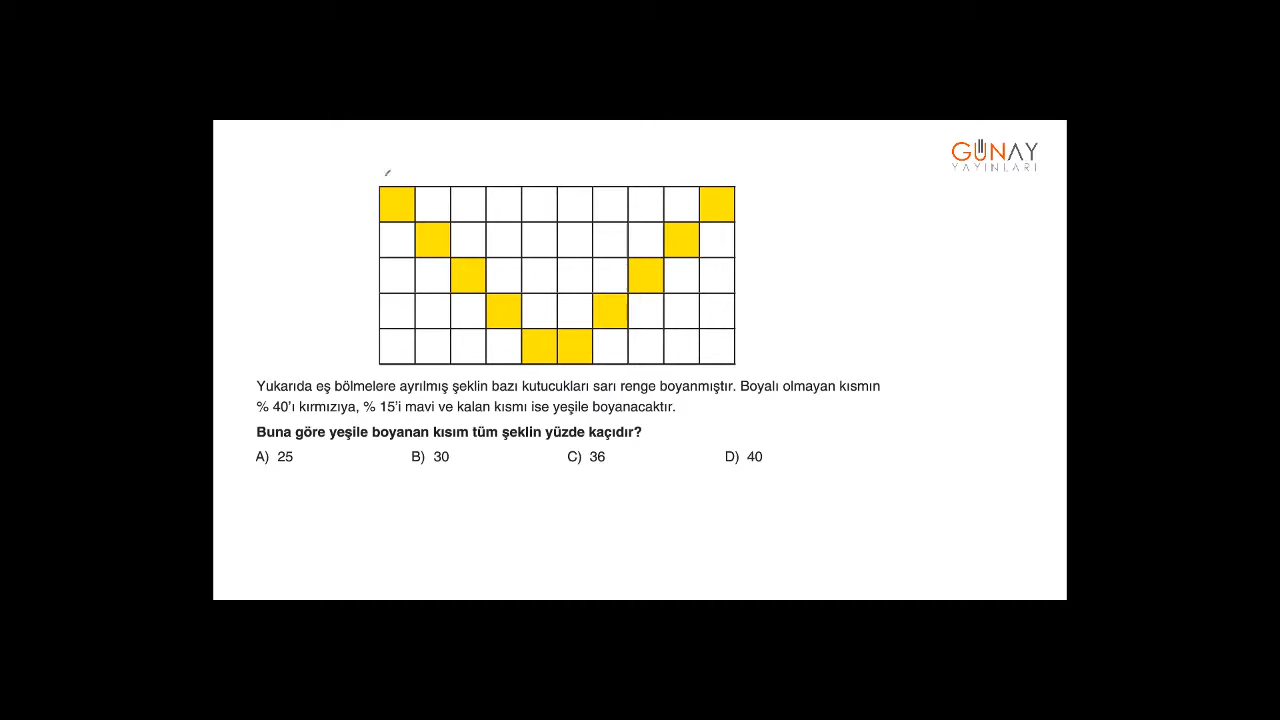 GÜNAY
YAYINLARI
Yukarıda eş bölmelere ayrılmış şeklin bazı kutucukları sarı renge boyanmıştır. Boyalı olmayan kısmın
% 40'ı kırmızıya, % 15'i mavi ve kalan kısmı ise yeşile boyanacaktır.
Buna göre yeşile boyanan kısım tüm şeklin yüzde kaçıdır?
A) 25 B) 30 C) 36 D) 40